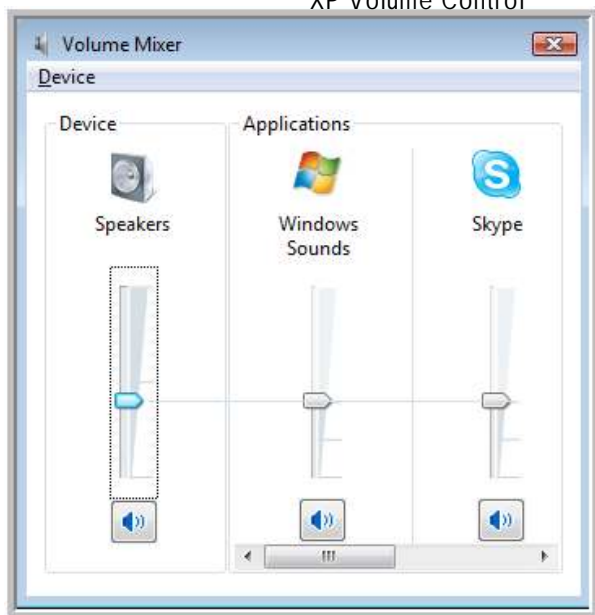 XP Volume Control
Volume Mixer
Device
Device
Applications
Speakers
Windows
Sounds
Skype